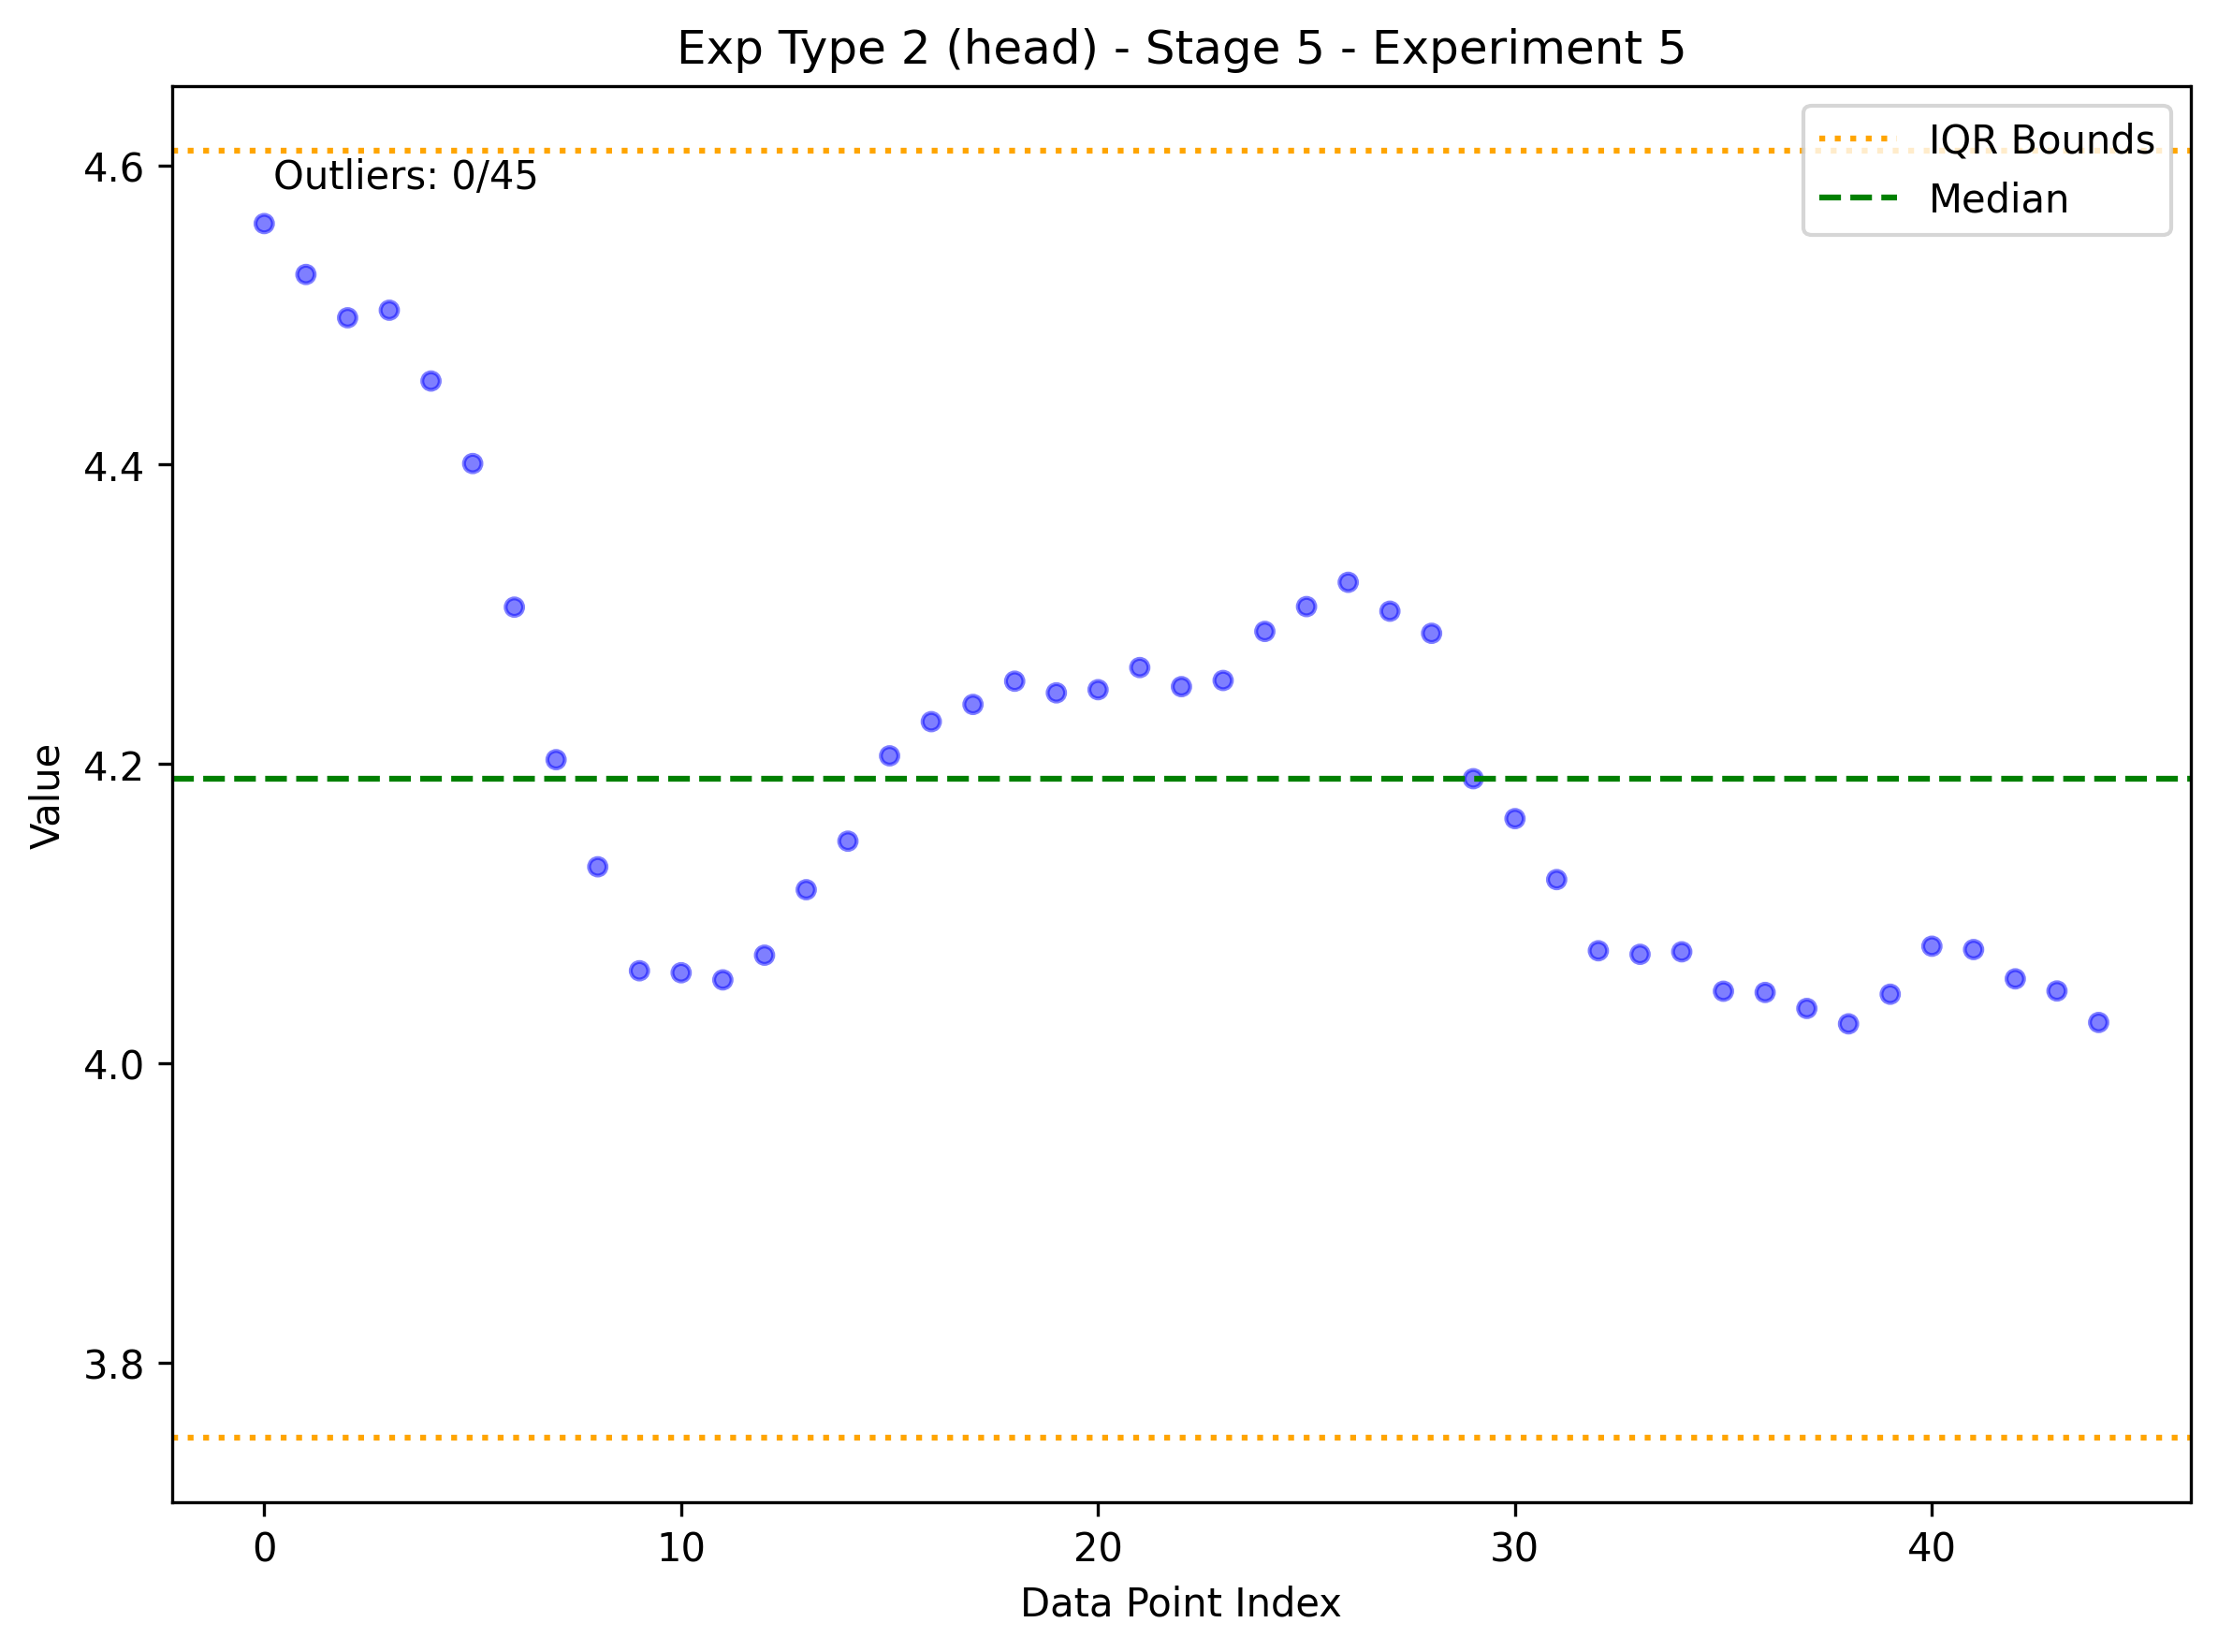 Exp Type 2 (head) - Stage 5 - Experiment 5
IQR Bounds
Median
Outliers: 0/45
Value
4.6
4.4
4.2
4.0
3.8
0 10 20 30 40
Data Point Index